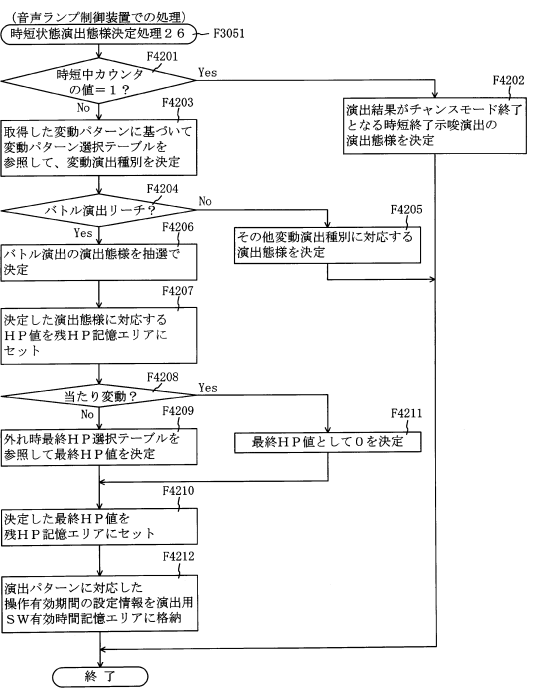 (音声ランプ制御装置での処理)
時短状態演出態様決定処理26
F3051
F4201
時短中カウンタ
の値=1?
Yes
No
F4202
演出結果がチャンスモード終了
となる時短終了示唆演出の
演出態様を決定
F4203
取得した変動パターンに基づいて
変動パターン選択テーブルを
参照して、変動演出種別を決定
F4204
バトル演出リーチ?
No
Yes
F4205
その他変動演出種別に対応する
演出態様を決定
F4206
バトル演出の演出態様を抽選で
決定
F4207
決定した演出態様に対応する
HP値を残HP記憶エリアに
セット
F4208
当たり変動?
Yes
No
F4209
外れ時最終HP選択テーブルを
参照して最終HP値を決定
F4211
最終HP値として0を決定
F4210
決定した最終HP値を
残HP記憶エリアにセット
F4212
演出パターンに対応した
操作有効期間の設定情報を演出用
SW有効時間記憶エリアに格納
終了